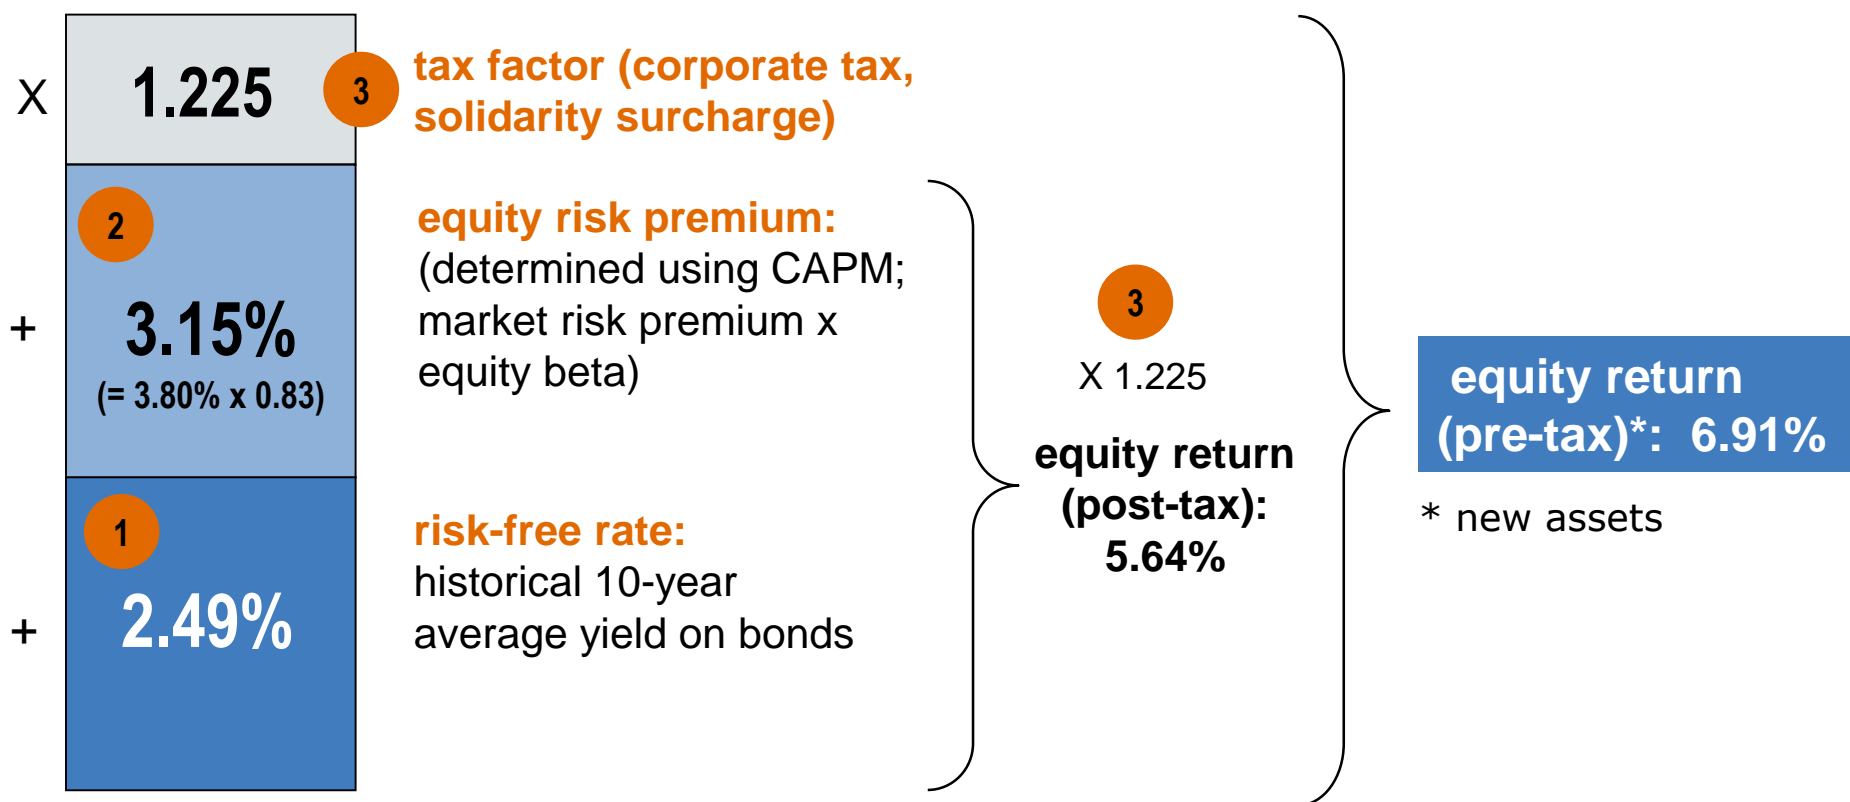 X
1.225
3
tax factor (corporate tax,
solidarity surcharge)
2
+
3.15%
(= 3.80% x 0.83)
equity risk premium:
(determined using CAPM;
market risk premium x
equity beta)
1
+
2.49%
risk-free rate:
historical 10-year
average yield on bonds
3
X 1.225
equity return
(post-tax):
5.64%
equity return
(pre-tax)*: 6.91%
* new assets